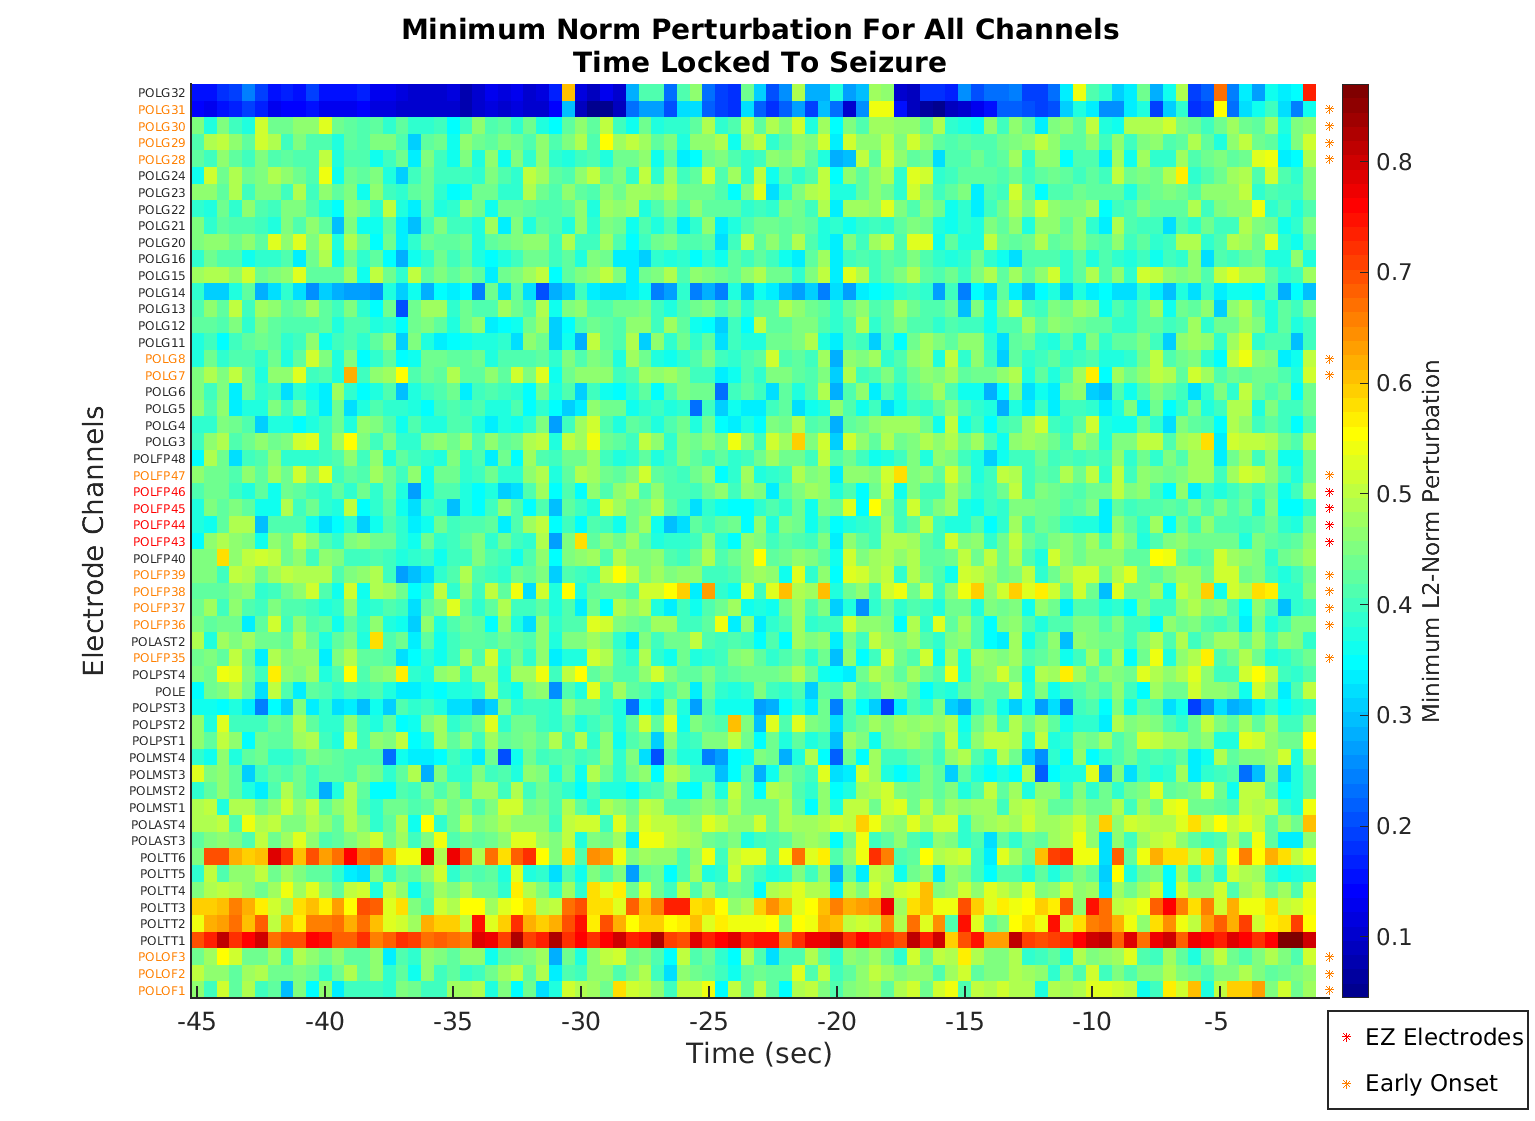 Minimum Norm Perturbation For All Channels
Time Locked To Seizure
POLG32
POLG31
POLG30
POLG29
POLG28
POLG24
POLG23
POLG22
POLG21
POLG20
POLG16
POLG15
POLG14
POLG13
POLG12
POLG11
POLG8
POLG7
POLG6
POLG5
POLG4
POLG3
POLFP48
POLFP47
POLFP46
POLFP45
POLFP44
POLFP43
POLFP40
POLFP39
POLFP38
POLFP37
POLFP36
POLAST2
POLFP35
POLPST4
POLE
POLPST3
POLPST2
POLPST1
POLMST4
POLMST3
POLMST2
POLMST1
POLAST4
POLAST3
POLTT6
POLTT5
POLTT4
POLTT3
POLTT2
POLTT1
POLOF3
POLOF2
POLOF1
Electrode Channels
-45 -40 -35 -30 -25 -20 -15 -10 -5
Time (sec)
0.8
0.7
0.6
0.5
0.4
0.3
0.2
0.1
Minimum L2-Norm Perturbation
EZ Electrodes
Early Onset